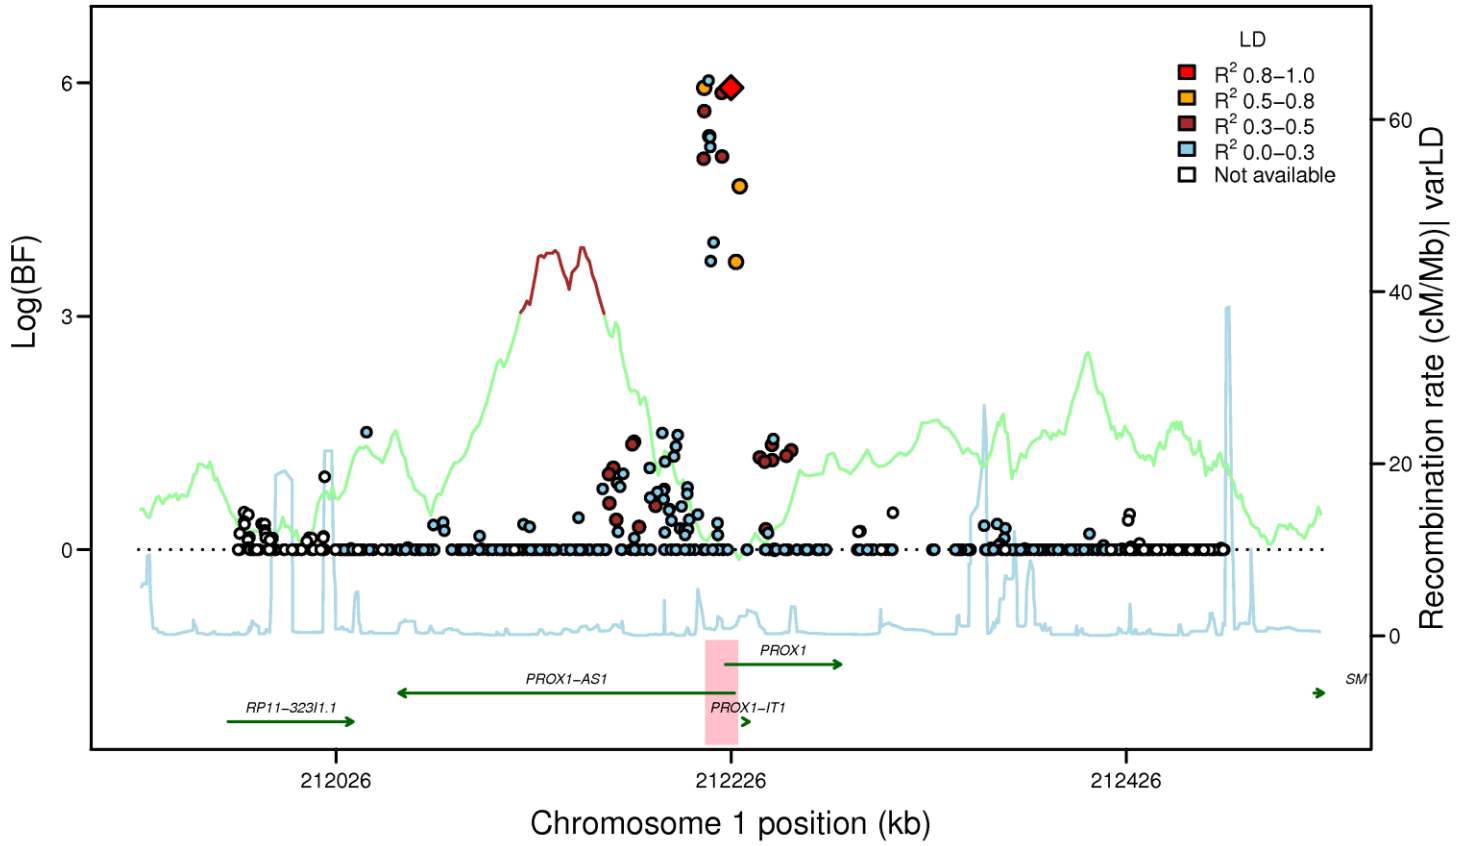 LD
R² 0.8−1.0
R² 0.5−0.8
R² 0.3−0.5
R² 0.0−0.3
Not available
6
3
0
Log(BF)
60
40
20
0
Recombination rate (cM/Mb)| varLD
PROX1
PROX1−AS1
SM
RP11−323I1.1
PROX1−IT1
212026
212226
212426
Chromosome 1 position (kb)